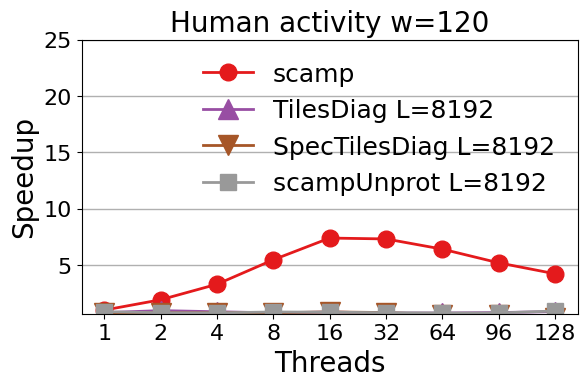 Human activity w=120
25
20
15
10
5
Speedup
scamp
TilesDiag L=8192
SpecTilesDiag L=8192
scampUnprot L=8192
1 2 4 8 16 32 64 96 128
Threads